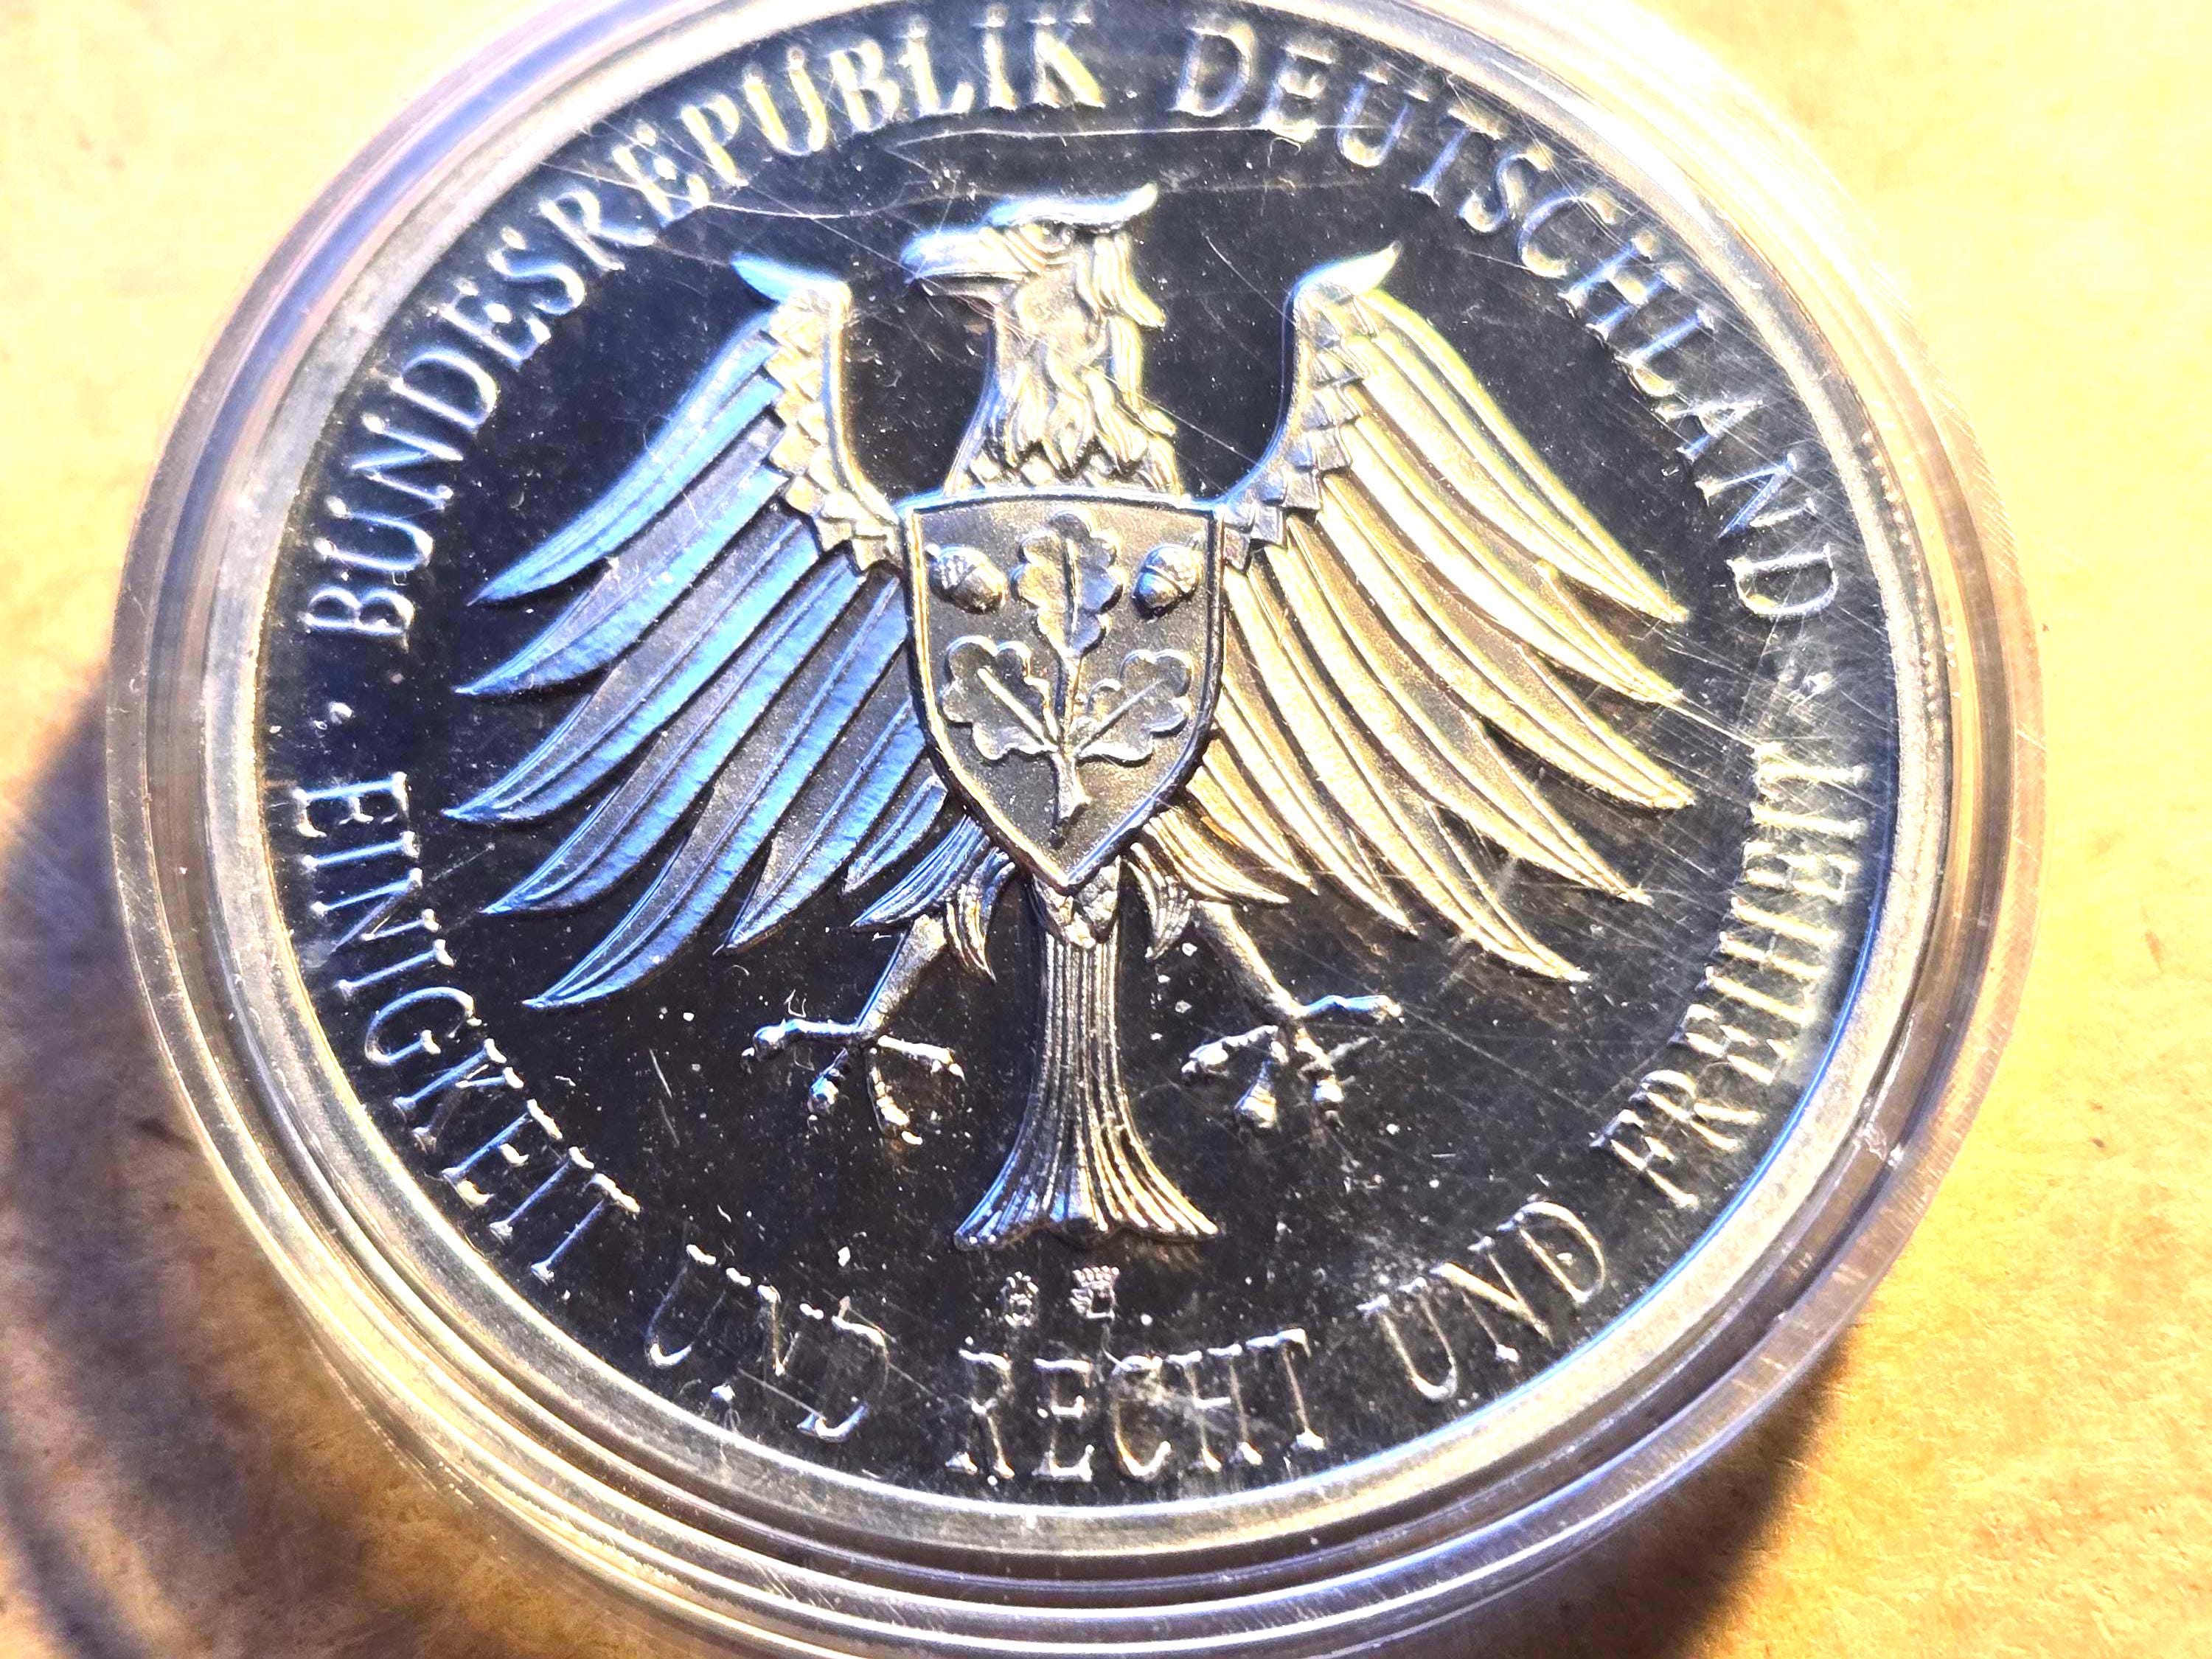 · BUNDESREPUBLIK DEUTSCHLAND ·
EINIGKEIT UND RECHT UND FREIHEIT